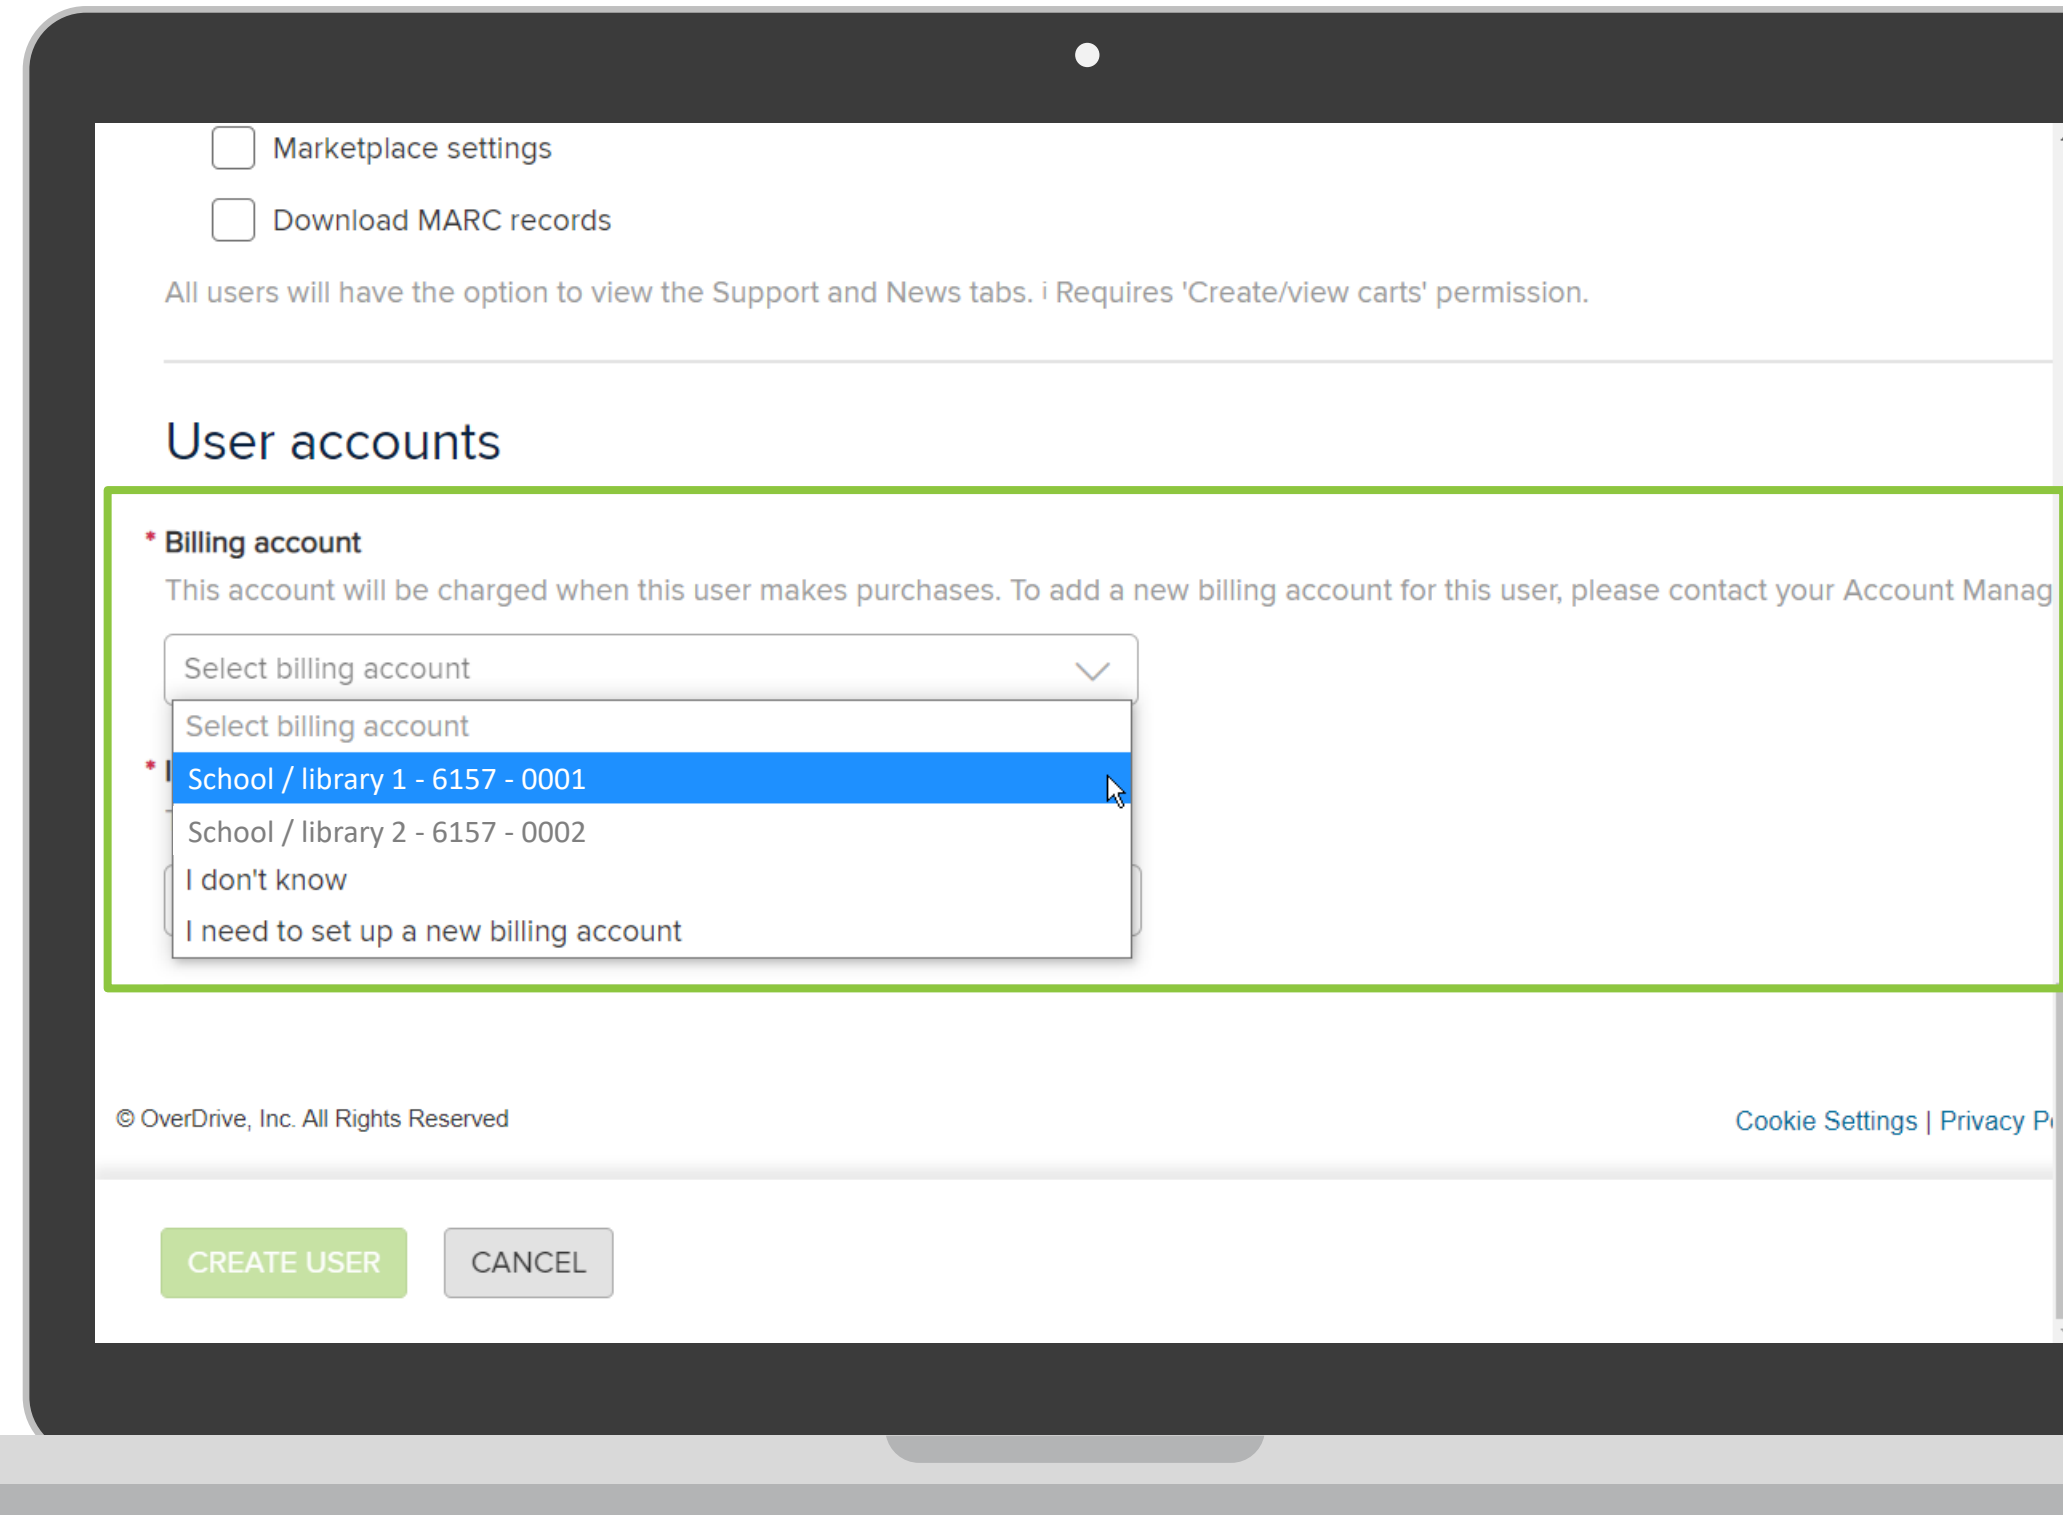 Marketplace settings
Download MARC records
All users will have the option to view the Support and News tabs. i Requires 'Create/view carts' permission.
User accounts
* Billing account
This account will be charged when this user makes purchases. To add a new billing account for this user, please contact your Account Manag
Select billing account
Select billing account
* I
School / library 1 - 6157 - 0001
School / library 2 - 6157 - 0002
I don't know
I need to set up a new billing account
© OverDrive, Inc. All Rights Reserved
Cookie Settings | Privacy P
CREATE USER
CANCEL